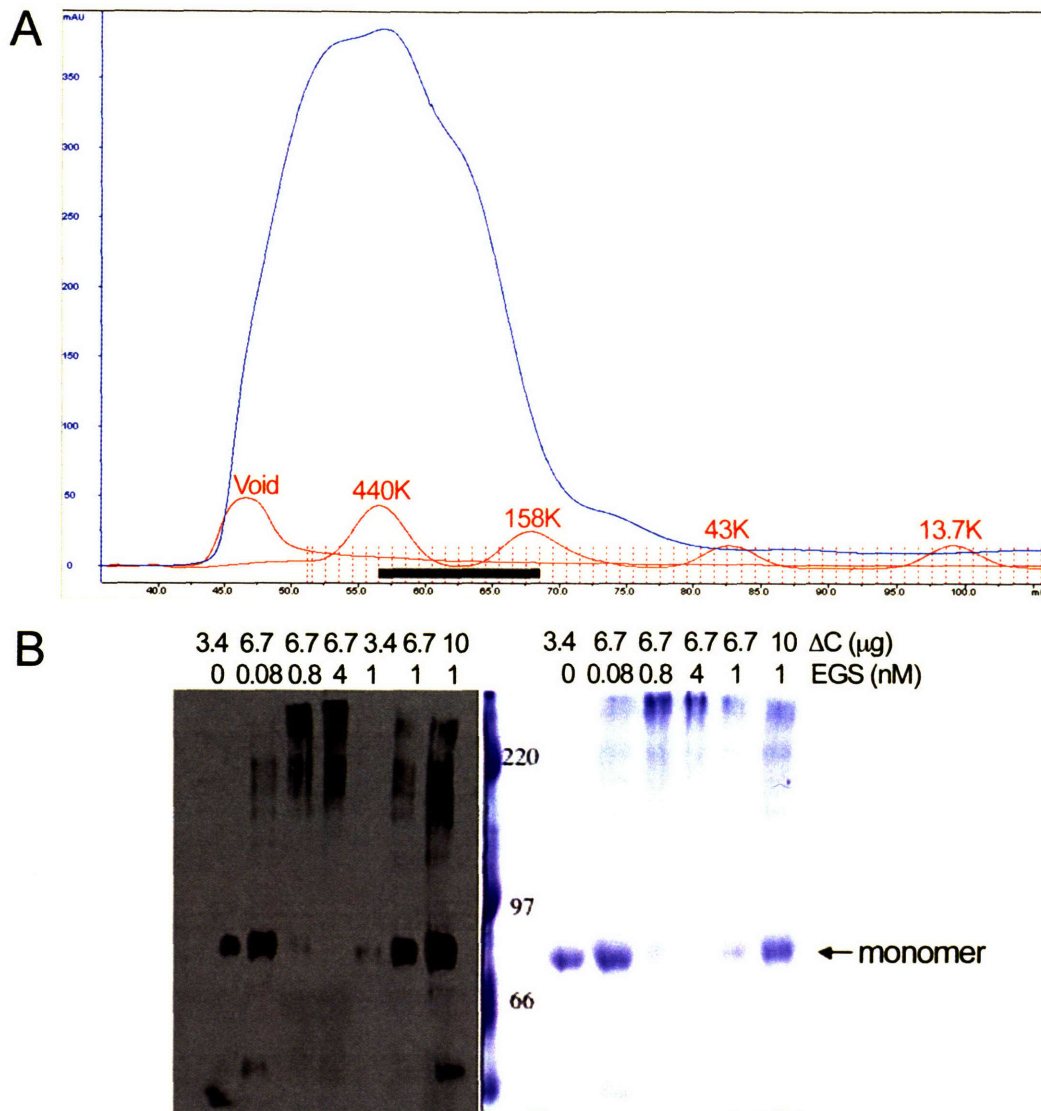 A
mAU
350
300
250
200
150
100
50
0
Void
440K
158K
43K
13.7K
40.0 45.0 50.0 55.0 60.0 65.0 70.0 75.0 80.0 85.0 90.0 95.0 100.0
B
3.4 6.7 6.7 6.7 3.4 6.7 10
0 0.08 0.8 4 1 1 1
3.4 6.7 6.7 6.7 6.7 10 ΔC (μg)
0 0.08 0.8 4 1 1 EGS (nM)
220
97
66
monomer